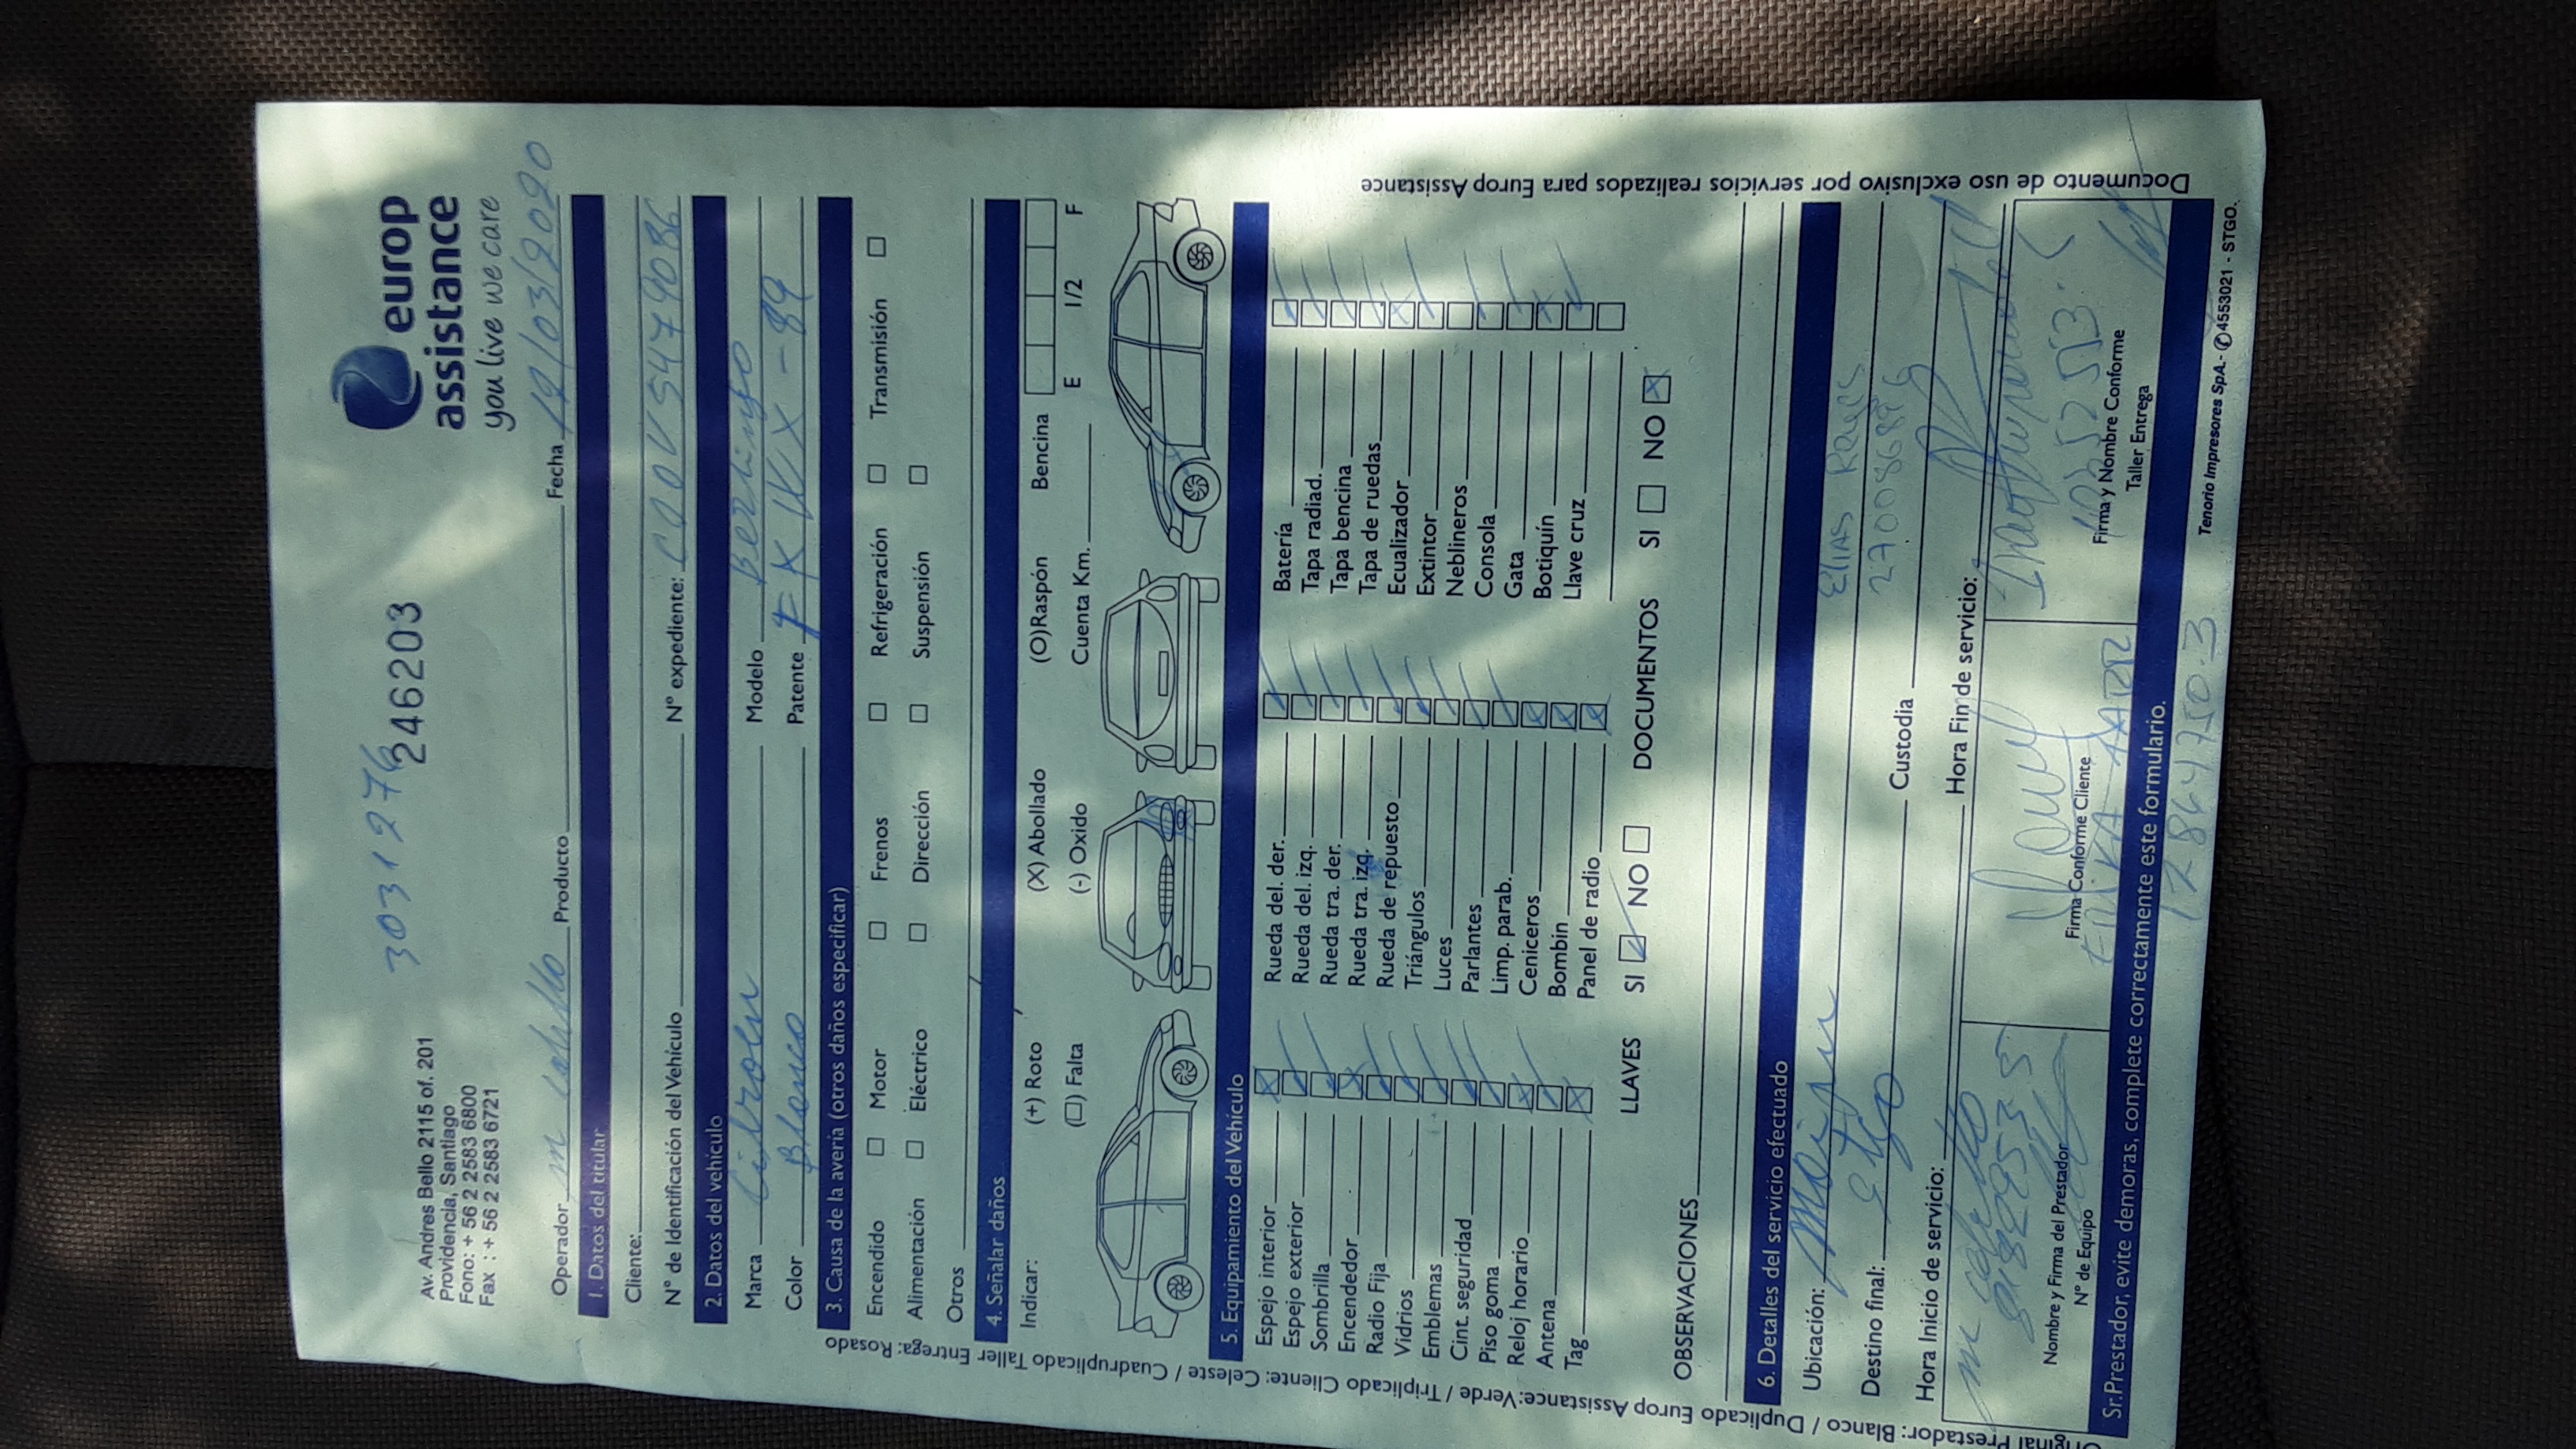 3031276
246203
europ
assistance
you live we care
Av. Andres Bello 2115 of. 201
Providencia, Santiago
Fono: + 56 2 2583 6800
Fax : + 56 2 2583 6721
Operador m Producto Fecha 19/03/2020
1. Datos del titular
Cliente:
N° de Identificación del Vehículo N° expediente:
2. Datos del vehículo
Marca Citroen Modelo Berlingo
Color Blanco Patente FKWX-89
3. Causa de la avería (otros daños especificar)
Encendido Motor Frenos Refrigeración Transmisión
Alimentación Eléctrico Dirección Suspensión
Otros
4. Señalar daños
Indicar: (+) Roto (X) Abollado (O)Raspón Bencina
(□) Falta (-) Oxido Cuenta Km. E 1/2 F
5. Equipamiento del Vehículo
Espejo interior Rueda del. der. Batería
Espejo exterior Rueda del. izq. Tapa radiad.
Sombrilla Rueda tra. der. Tapa bencina
Encendedor Rueda tra. izq. Tapa de ruedas
Radio Fija Rueda de repuesto Ecualizador
Vidrios Triángulos Extintor
Emblemas Luces Neblineros
Cint. seguridad Parlantes Consola
Piso goma Limp. parab. Gata
Reloj horario Ceniceros Botiquín
Antena Bombin Llave cruz
Tag Panel de radio
LLAVES SI NO DOCUMENTOS SI NO
OBSERVACIONES
6. Detalles del servicio efectuado
Ubicación: Elias Reyes
Destino final: Stgo
Custodia
Hora Inicio de servicio: Hora Fin de servicio:
Nombre y Firma del Prestador
N° de Equipo
Firma Conforme Cliente
Firma y Nombre Conforme
Taller Entrega
Sr. Prestador, evite demoras, complete correctamente este formulario.
12864750-3
Tenorio Impresores SpA.- ✆4553021 - STGO.
Original Prestador: Blanco / Duplicado Europ Assistance: Verde / Triplicado Cliente: Celeste / Cuadruplicado Taller Entrega: Rosado
Documento de uso exclusivo por servicios realizados para Europ Assistance